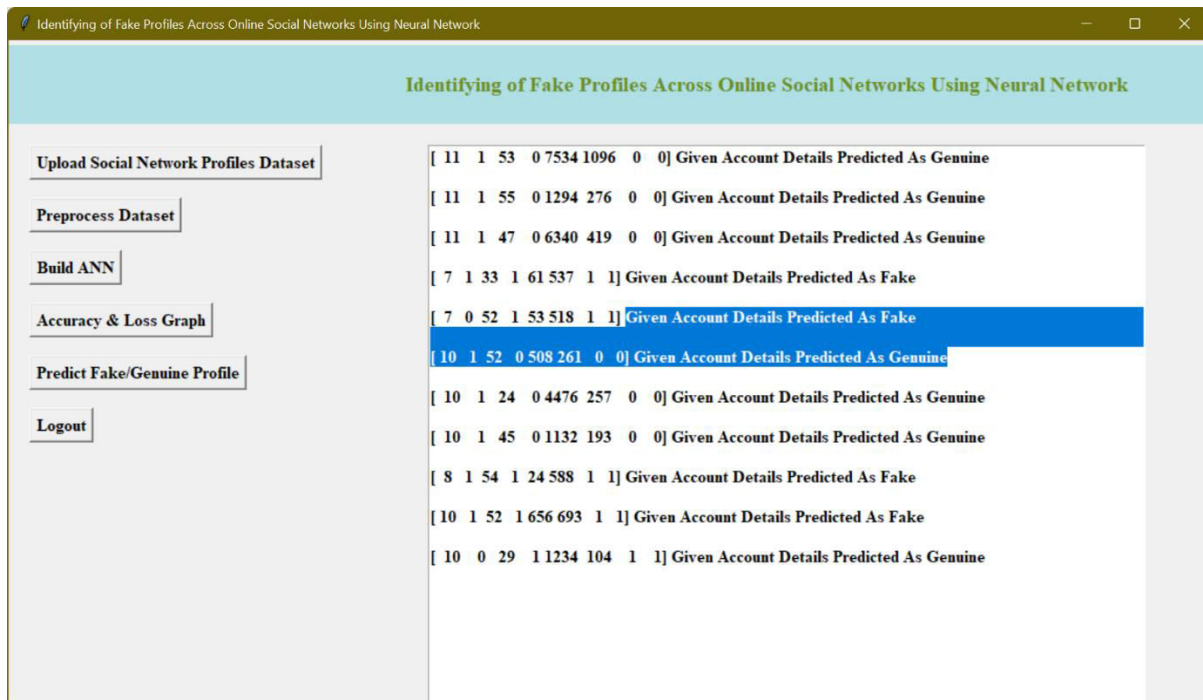 Identifying of Fake Profiles Across Online Social Networks Using Neural Network
Identifying of Fake Profiles Across Online Social Networks Using Neural Network
Upload Social Network Profiles Dataset
Preprocess Dataset
Build ANN
Accuracy & Loss Graph
Predict Fake/Genuine Profile
Logout
[ 11 1 53 0 7534 1096 0 0] Given Account Details Predicted As Genuine
[ 11 1 55 0 1294 276 0 0] Given Account Details Predicted As Genuine
[ 11 1 47 0 6340 419 0 0] Given Account Details Predicted As Genuine
[ 7 1 33 1 61 537 1 1] Given Account Details Predicted As Fake
[ 7 0 52 1 53 518 1 1] Given Account Details Predicted As Fake
[ 10 1 52 0 508 261 0 0] Given Account Details Predicted As Genuine
[ 10 1 24 0 4476 257 0 0] Given Account Details Predicted As Genuine
[ 10 1 45 0 1132 193 0 0] Given Account Details Predicted As Genuine
[ 8 1 54 1 24 588 1 1] Given Account Details Predicted As Fake
[ 10 1 52 1 656 693 1 1] Given Account Details Predicted As Fake
[ 10 0 29 1 1234 104 1 1] Given Account Details Predicted As Genuine